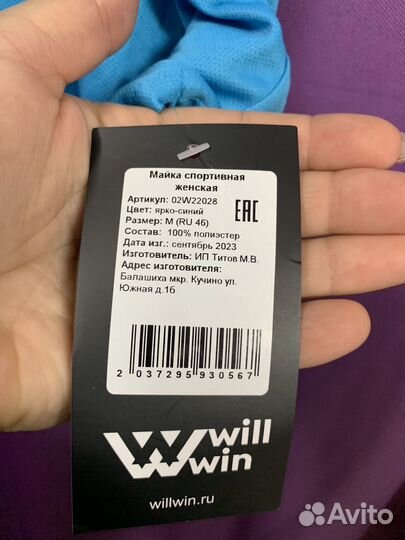 Майка спортивная
женская
Артикул: 02W22028
Цвет: ярко-синий
Размер: M (RU 46)
Состав: 100% полиэстер
Дата изг.: сентябрь 2023
Изготовитель: ИП Титов М.В.
Адрес изготовителя:
Балашиха мкр. Кучино ул.
Южная д.16
EAC
2 037295 930567
will
win
willwin.ru
Avito